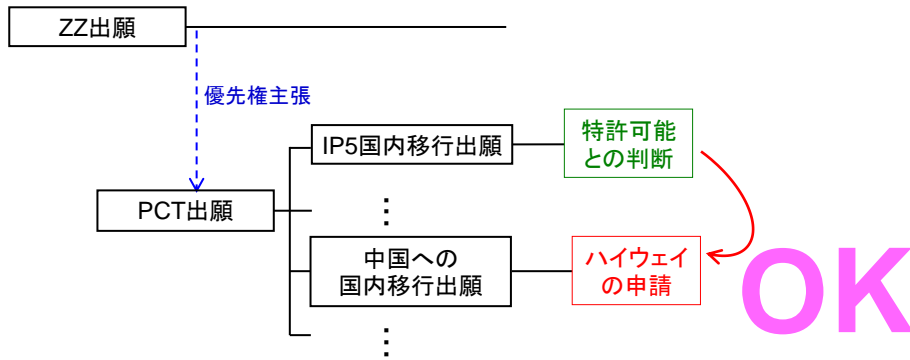 ZZ出願
優先権主張
IP5国内移行出願
特許可能
との判断
PCT出願
⋮
中国への
国内移行出願
ハイウェイ
の申請
OK
⋮